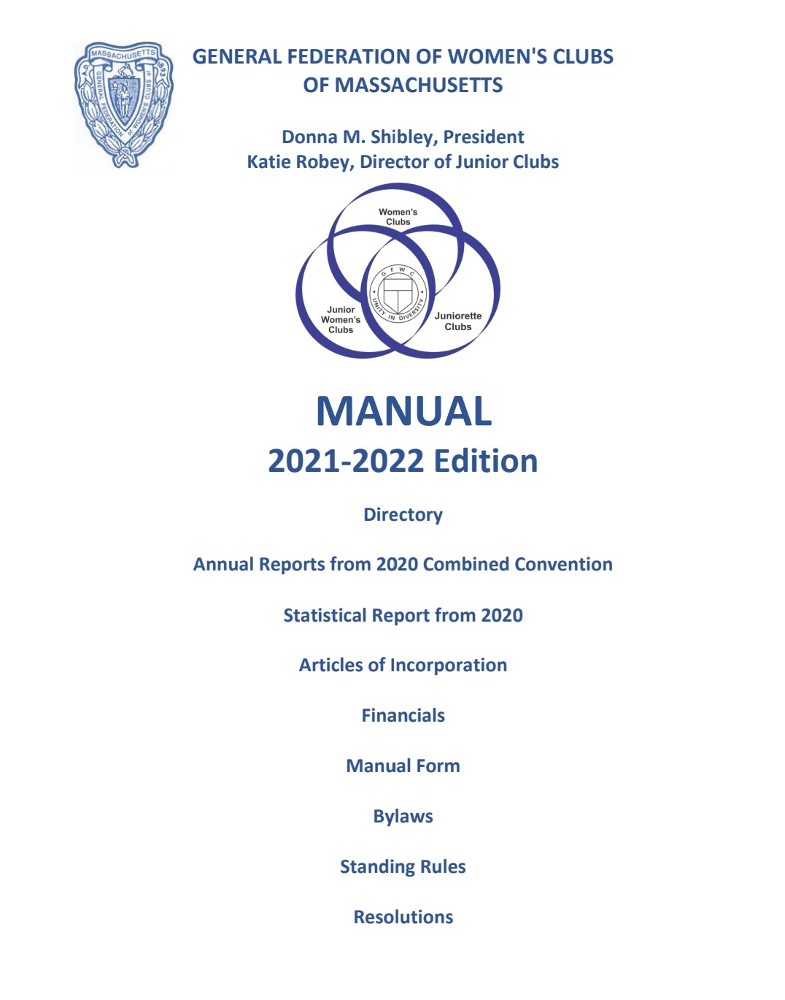 MASSACHUSETTS
A.D. 1893
GENERAL FEDERATION of WOMEN'S CLUBS of
GENERAL FEDERATION OF WOMEN'S CLUBS
OF MASSACHUSETTS
Donna M. Shibley, President
Katie Robey, Director of Junior Clubs
Women's
Clubs
GFWC
UNITY IN DIVERSITY
Junior
Women's
Clubs
Juniorette
Clubs
MANUAL
2021-2022 Edition
Directory
Annual Reports from 2020 Combined Convention
Statistical Report from 2020
Articles of Incorporation
Financials
Manual Form
Bylaws
Standing Rules
Resolutions